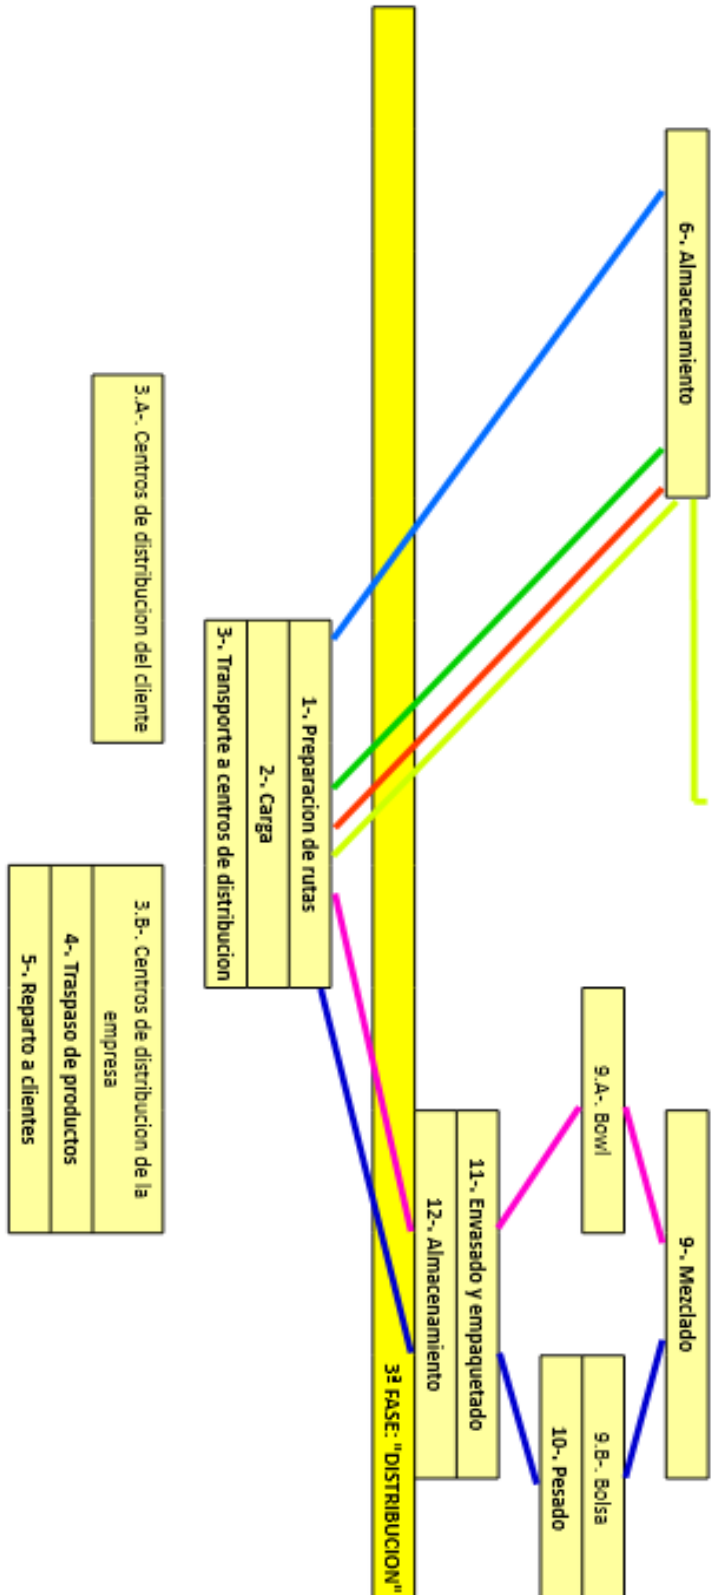 6-. Almacenamiento
9-. Mezclado
9.A-. Bowl
9.B-. Bolsa
10-. Pesado
11-. Envasado y empaquetado
12-. Almacenamiento
3ª FASE: "DISTRIBUCION"
1-. Preparacion de rutas
2-. Carga
3-. Transporte a centros de distribucion
3.A-. Centros de distribucion del cliente
3.B-. Centros de distribucion de la
empresa
4-. Traspaso de productos
5-. Reparto a clientes